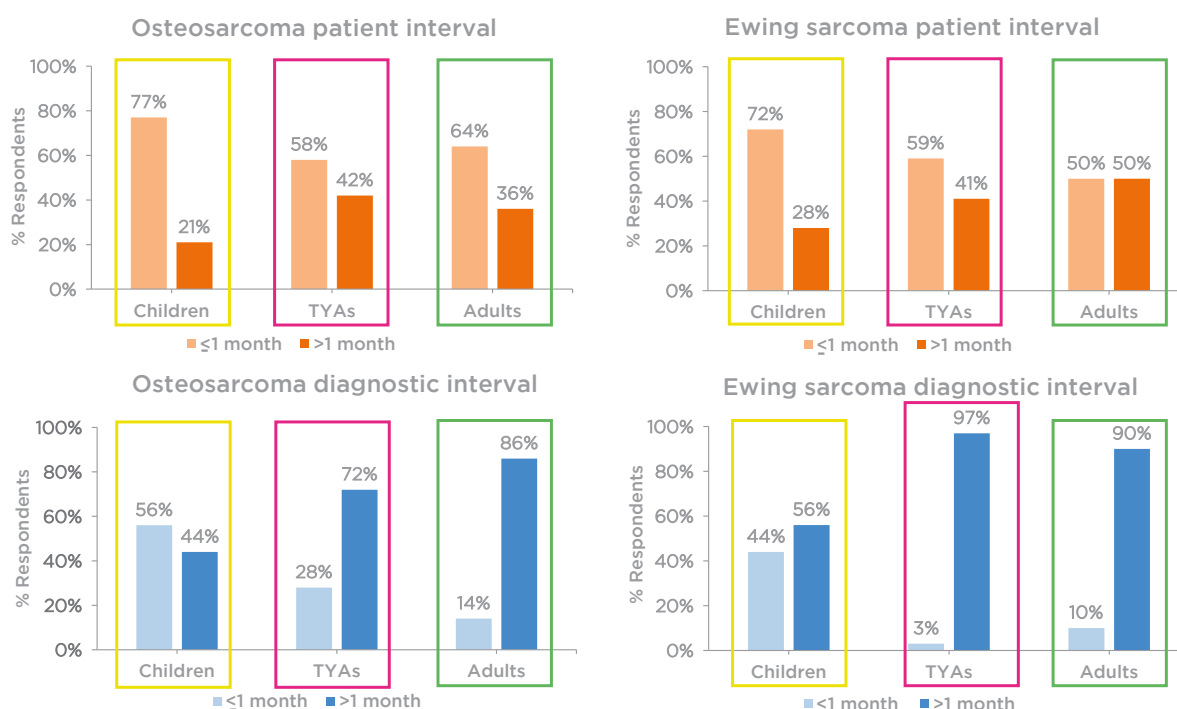 Osteosarcoma patient interval
% Respondents
100%
80%
60%
40%
20%
0%
77%
21%
58%
42%
64%
36%
Children
TYAs
Adults
≤1 month >1 month
Ewing sarcoma patient interval
% Respondents
100%
80%
60%
40%
20%
0%
72%
28%
59%
41%
50%
50%
Children
TYAs
Adults
≤1 month >1 month
Osteosarcoma diagnostic interval
% Respondents
100%
80%
60%
40%
20%
0%
56%
44%
28%
72%
14%
86%
Children
TYAs
Adults
≤1 month >1 month
Ewing sarcoma diagnostic interval
% Respondents
100%
80%
60%
40%
20%
0%
44%
56%
3%
97%
10%
90%
Children
TYAs
Adults
≤1 month >1 month